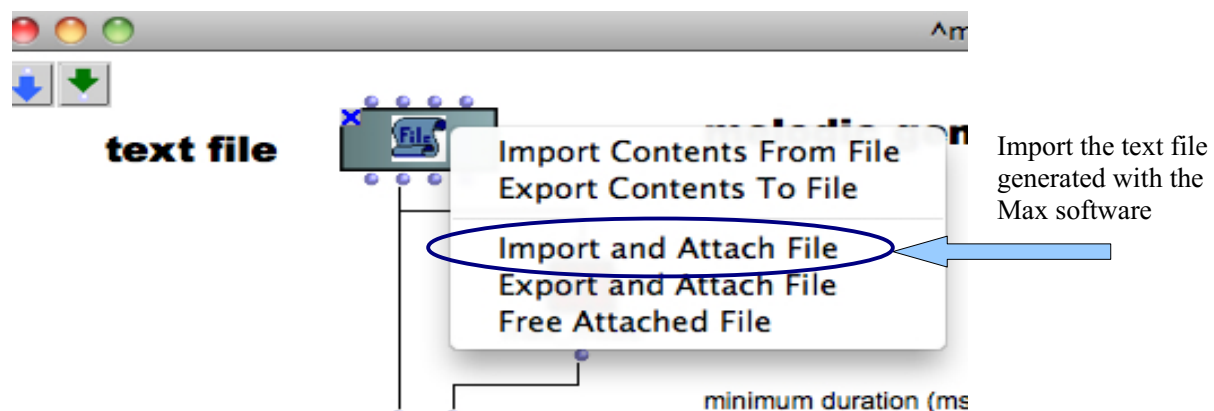 ^m
text file
File
Import Contents From File
Export Contents To File
Import and Attach File
Export and Attach File
Free Attached File
Import the text file
generated with the
Max software
minimum duration (ms